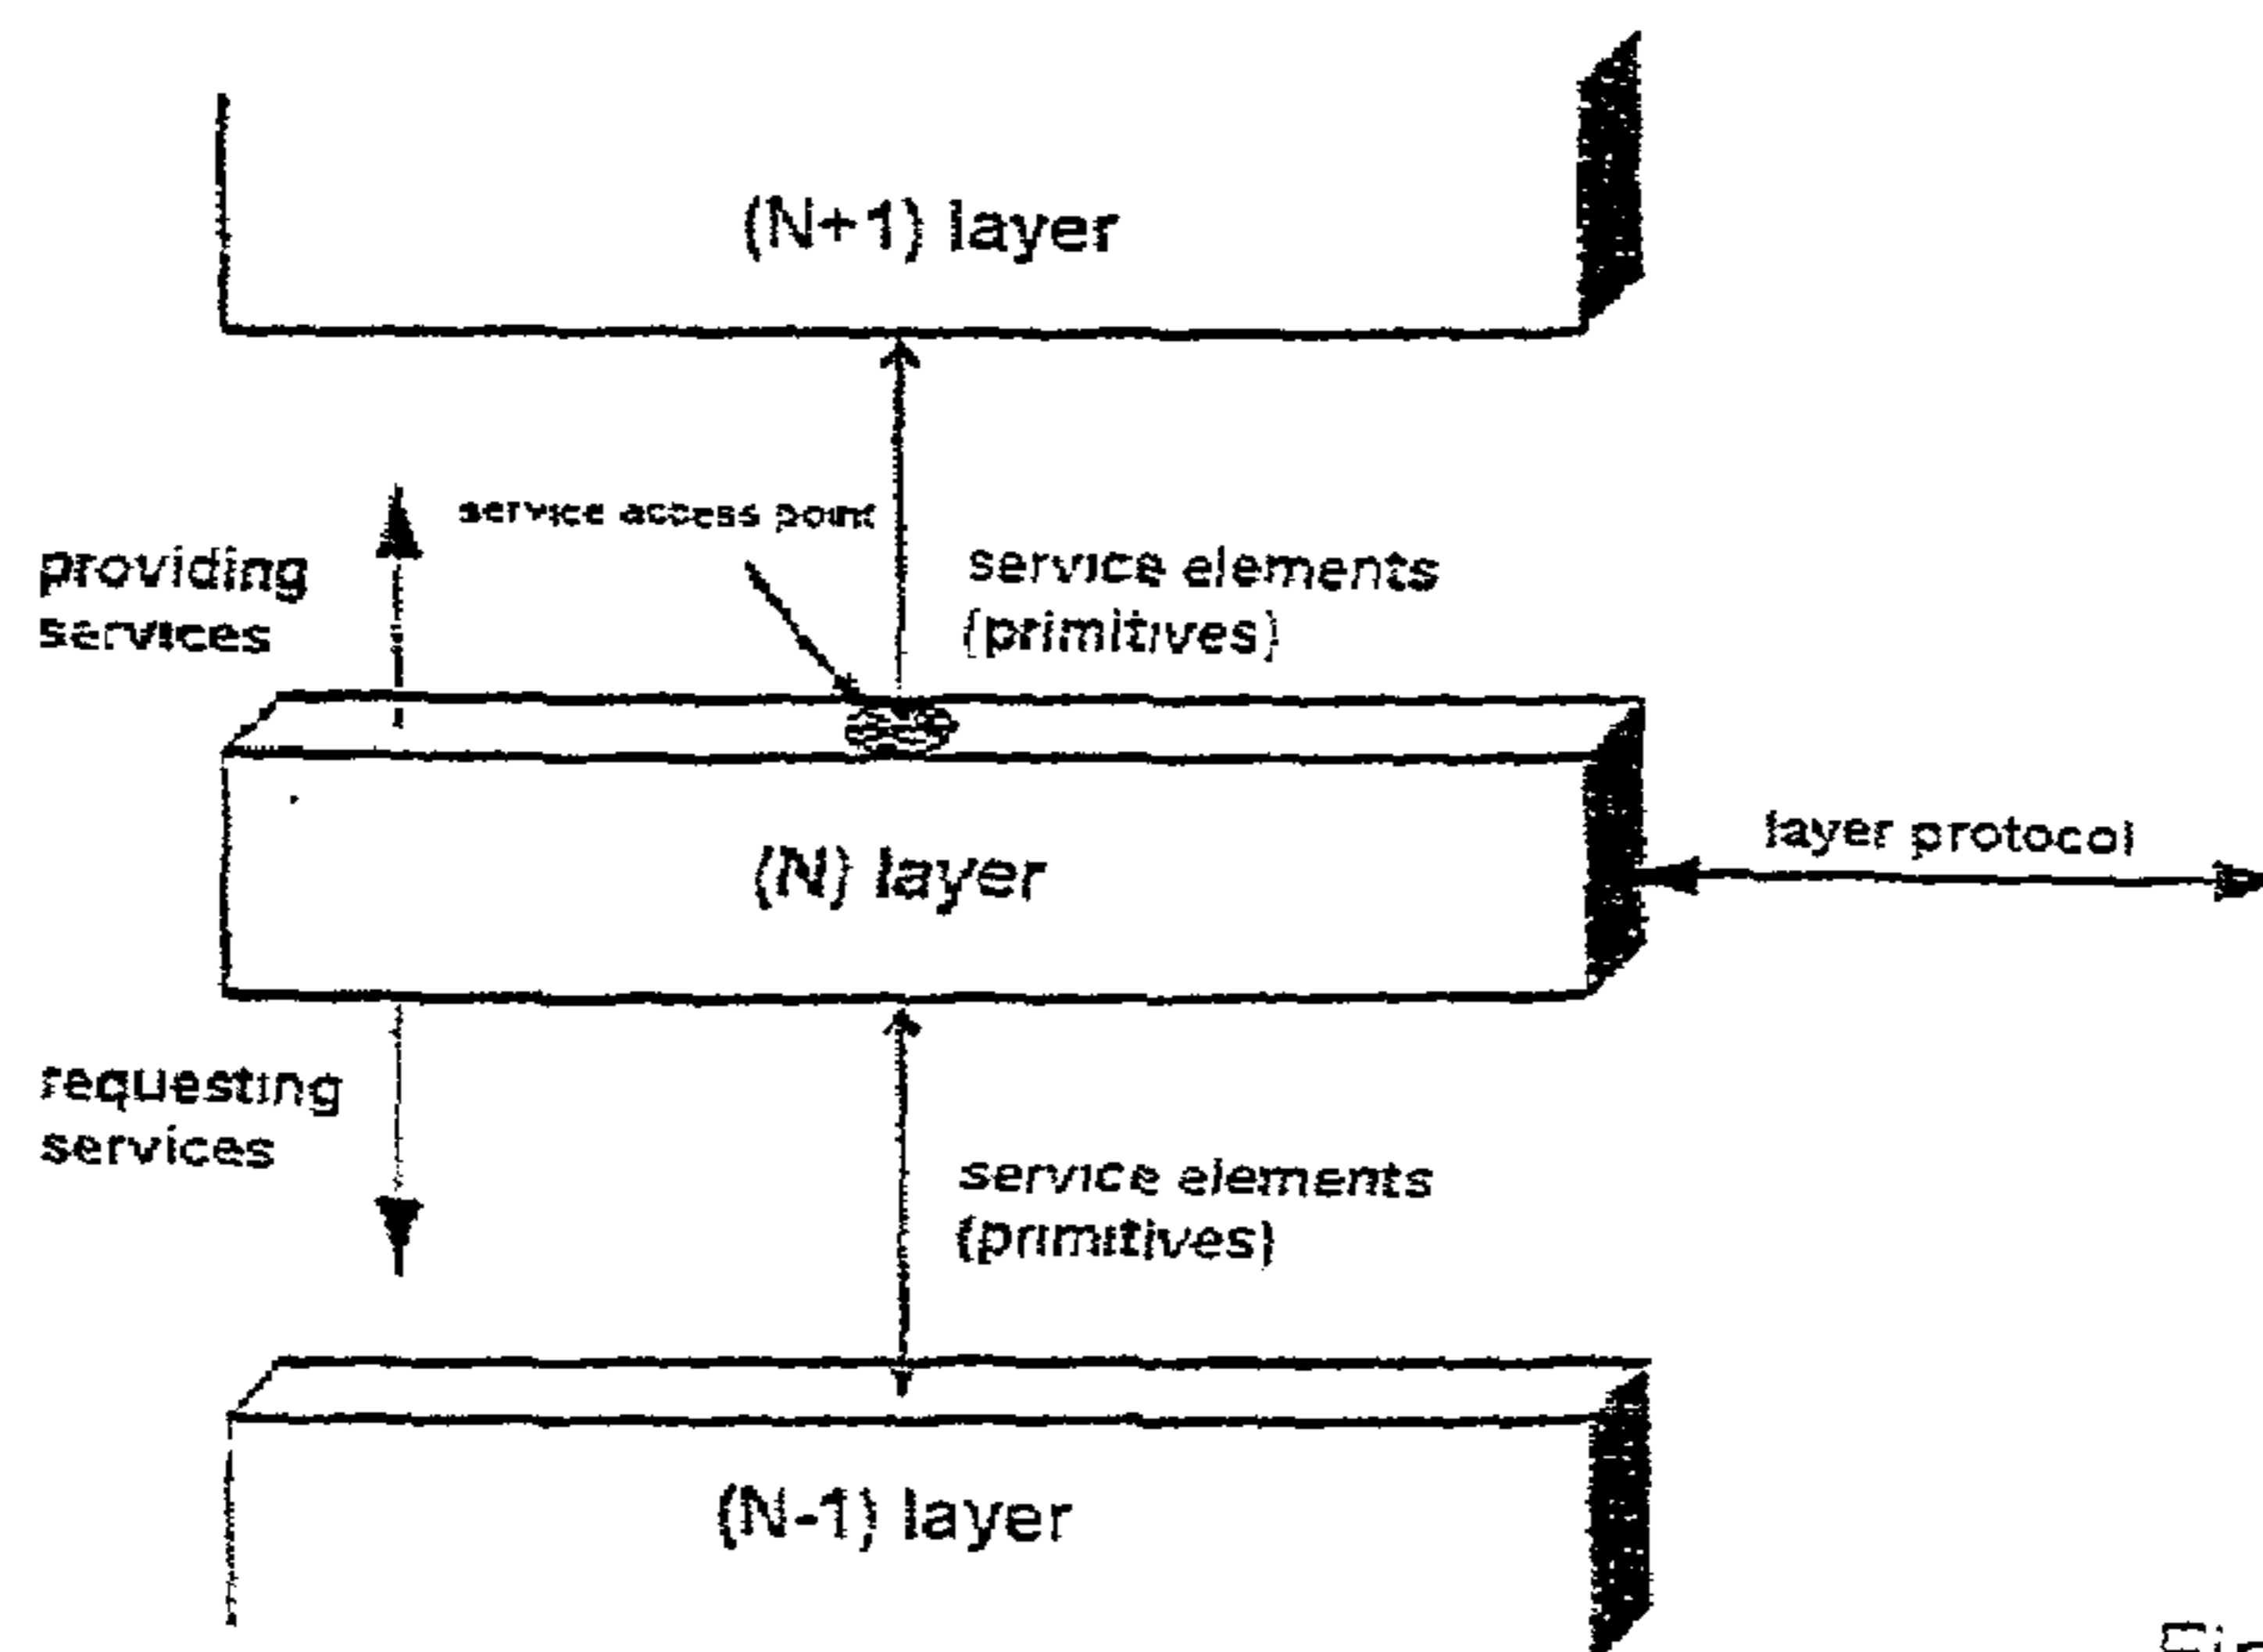 (N+1) layer
service access point
providing
services
service elements
(primitives)
(N) layer
layer protocol
requesting
services
service elements
(primitives)
(N-1) layer